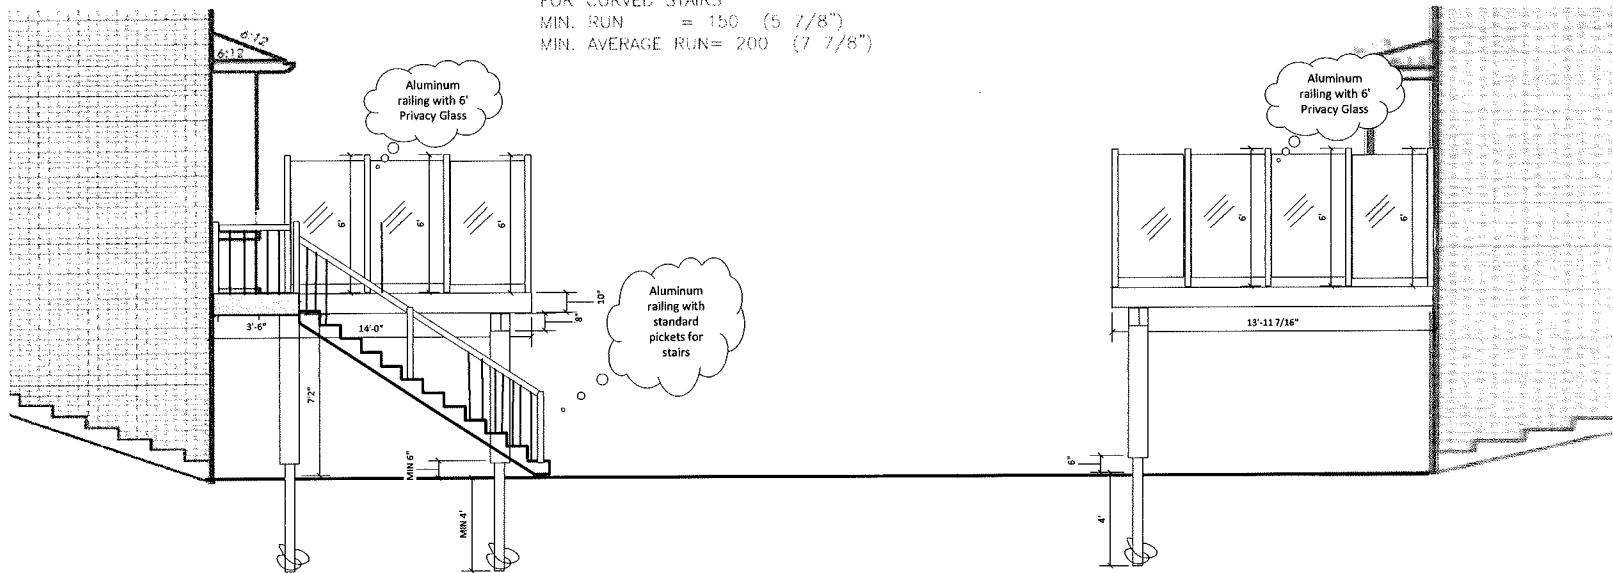 FOR CURVED STAIRS
MIN. RUN = 150 (5 7/8")
MIN. AVERAGE RUN= 200 (7 7/8")
6:12
6:12
Aluminum
railing with 6'
Privacy Glass
Aluminum
railing with 6'
Privacy Glass
6'
6'
6'
6'
6'
6'
Aluminum
railing with
standard
pickets for
stairs
10"
8"
3'-6"
14'-0"
13'-11 7/16"
7'2"
MIN 6"
6"
MIN 4'
4'